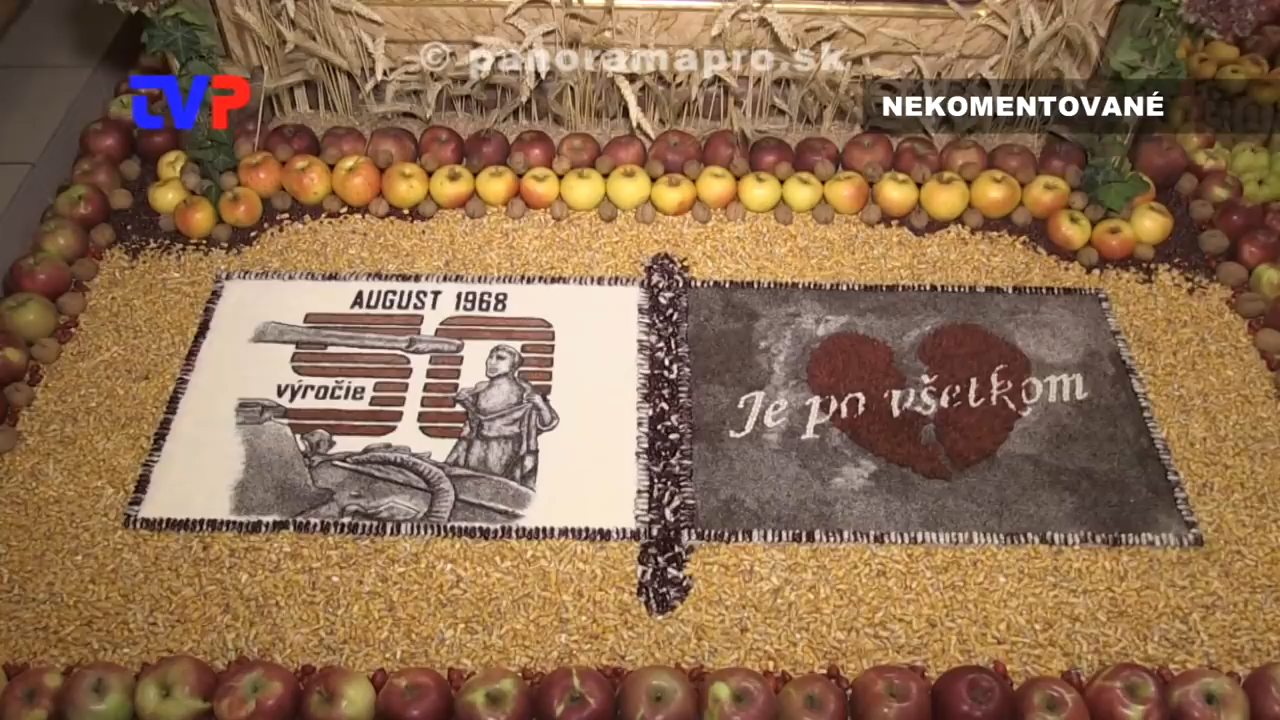 © panoramapro.sk
TVP
NEKOMENTOVANÉ
AUGUST 1968
50
výročie
Je po všetkom